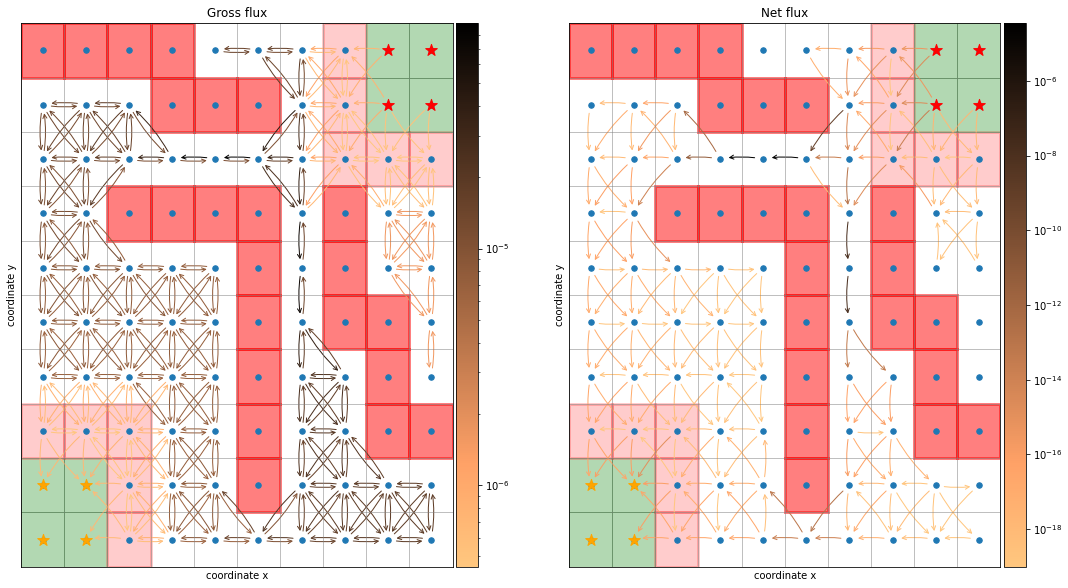 Gross flux
Net flux
coordinate y
coordinate x
10⁻⁵
10⁻⁶
coordinate y
coordinate x
10⁻⁶
10⁻⁸
10⁻¹⁰
10⁻¹²
10⁻¹⁴
10⁻¹⁶
10⁻¹⁸